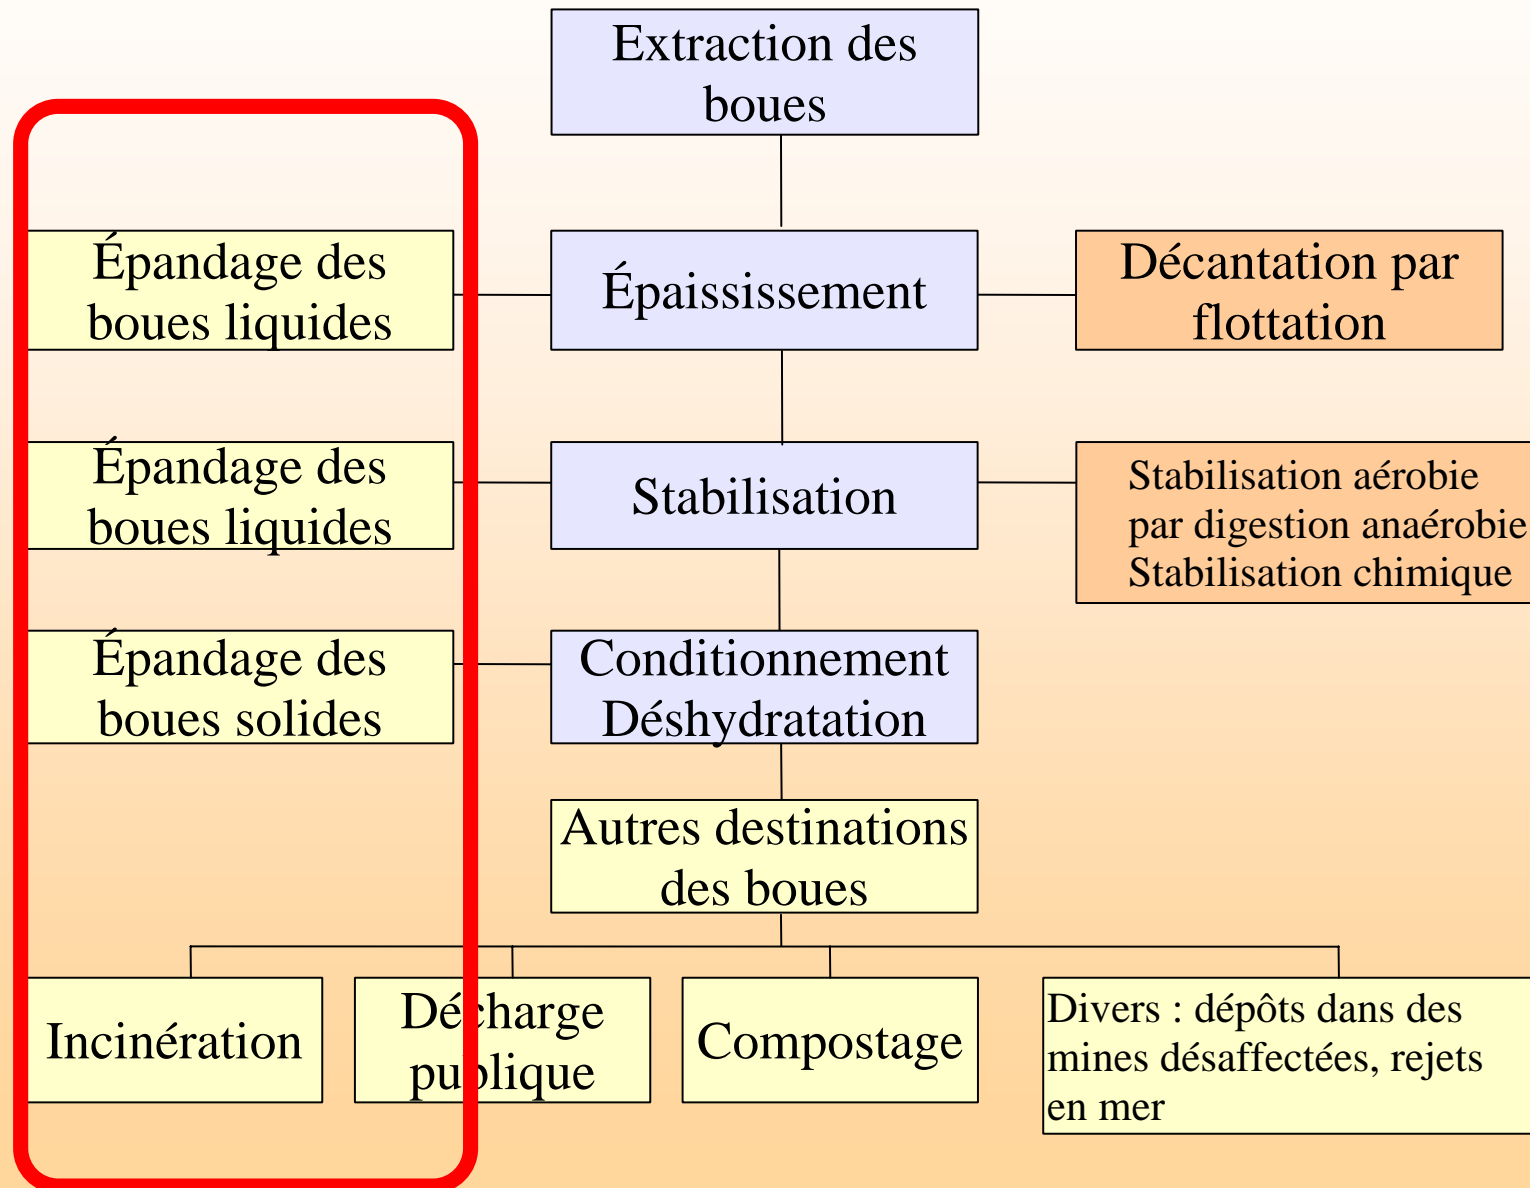 Extraction des
boues
Épandage des
boues liquides
Épaississement
Décantation par
flottation
Épandage des
boues liquides
Stabilisation
Stabilisation aérobie
par digestion anaérobie
Stabilisation chimique
Épandage des
boues solides
Conditionnement
Déshydratation
Autres destinations
des boues
Incinération
Décharge
publique
Compostage
Divers : dépôts dans des
mines désaffectées, rejets
en mer